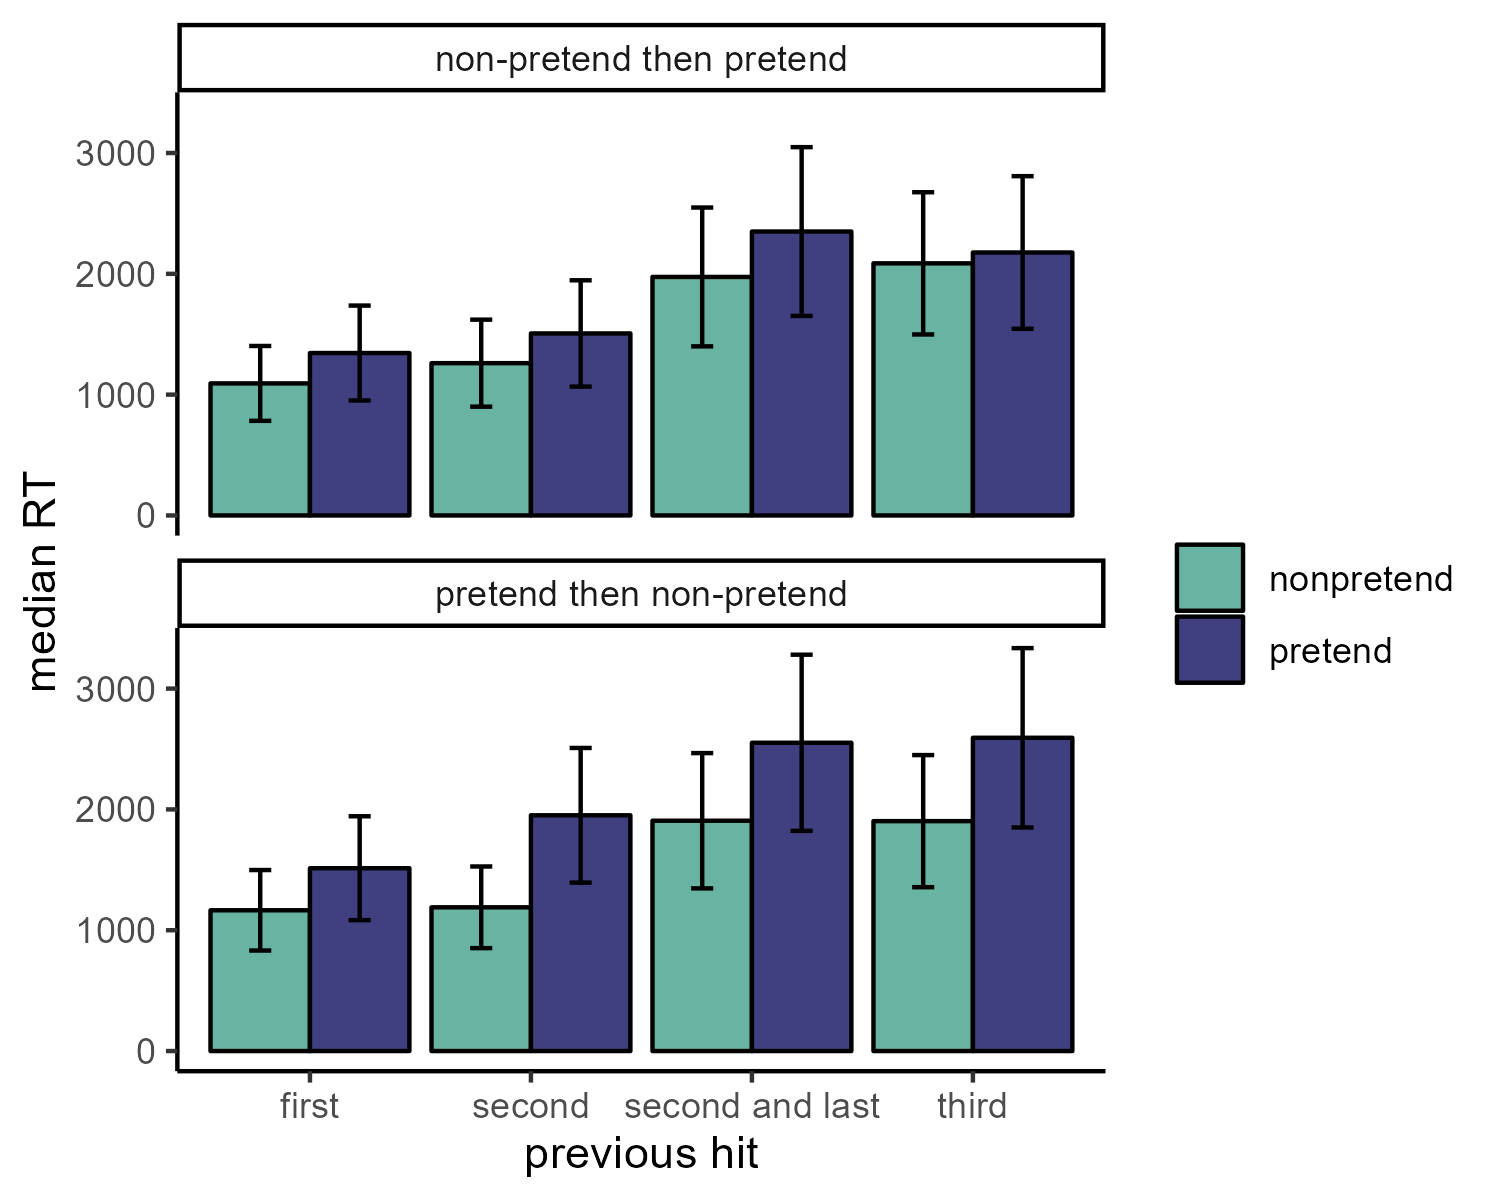 non-pretend then pretend
3000
2000
1000
0
pretend then non-pretend
3000
2000
1000
0
first second second and last third
previous hit
median RT
nonpretend
pretend